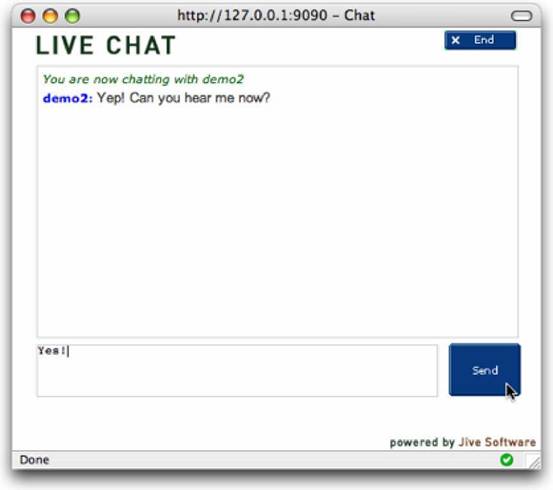 http://127.0.0.1:9090 – Chat
LIVE CHAT
× End
You are now chatting with demo2
demo2: Yep! Can you hear me now?
Yes!
Send
powered by Jive Software
Done